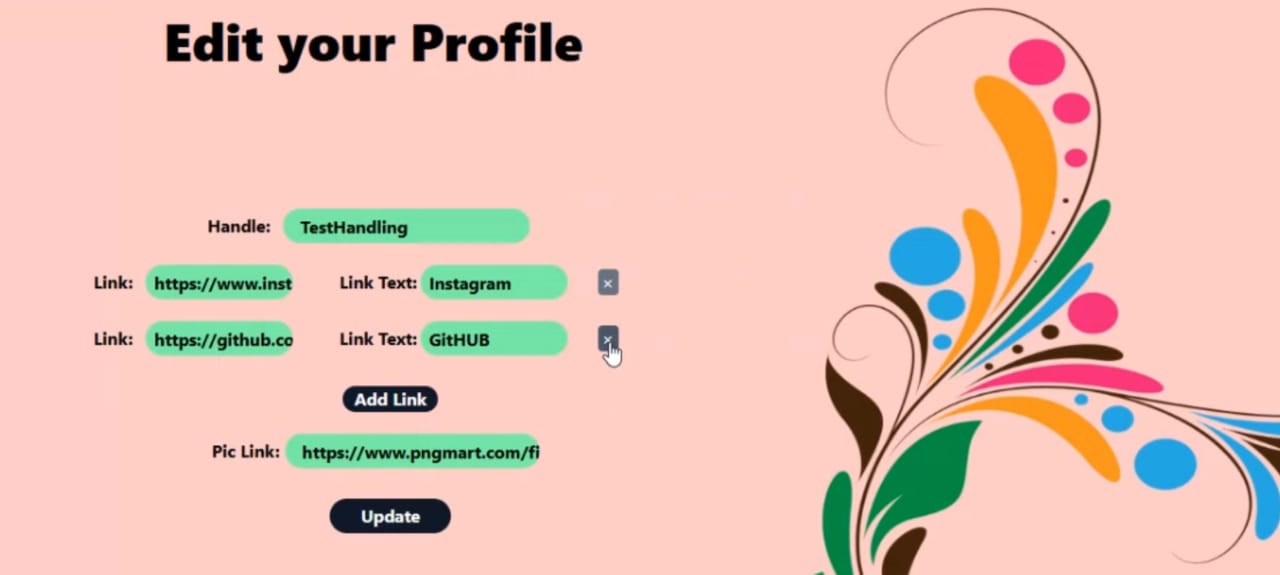 Edit your Profile
Handle: TestHandling
Link: https://www.inst Link Text: Instagram ×
Link: https://github.co Link Text: GitHUB ×
Add Link
Pic Link: https://www.pngmart.com/fi
Update